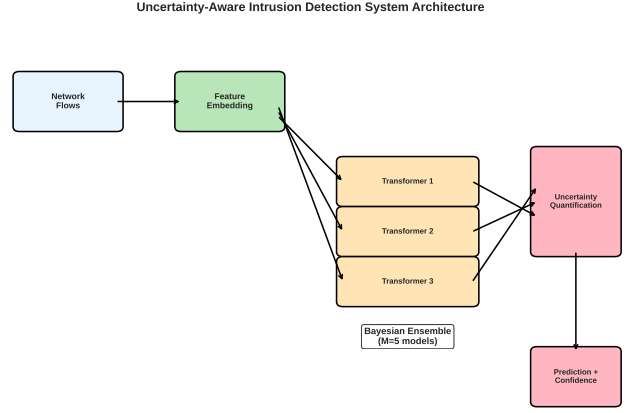 Uncertainty-Aware Intrusion Detection System Architecture
Network
Flows
Feature
Embedding
Transformer 1
Transformer 2
Transformer 3
Uncertainty
Quantification
Bayesian Ensemble
(M=5 models)
Prediction +
Confidence